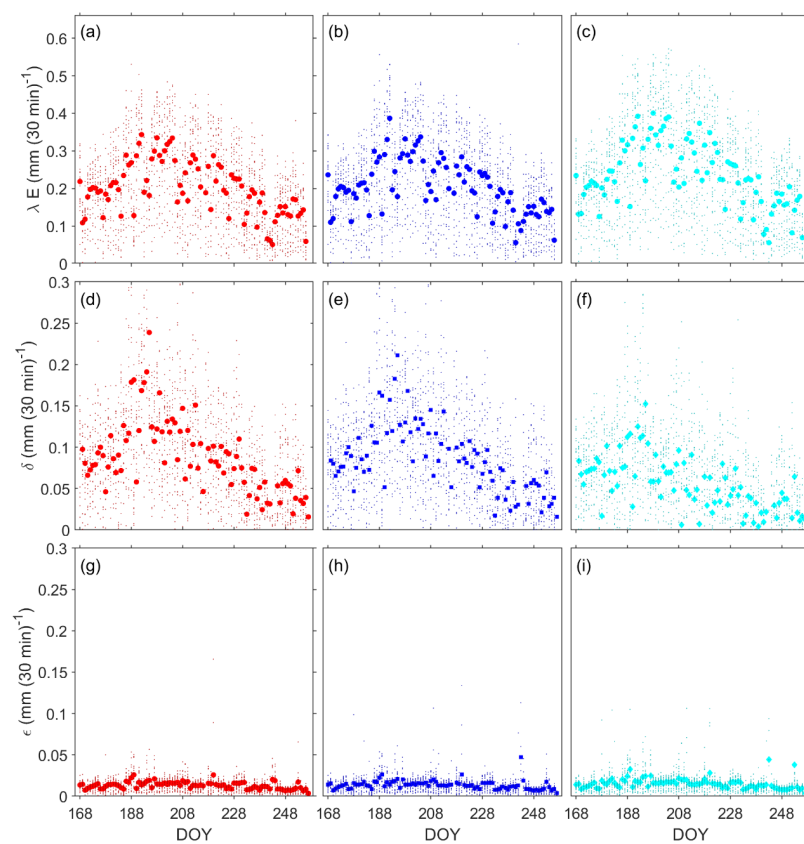 (a) (b) (c)
λ E (mm (30 min)⁻¹)
0.6
0.5
0.4
0.3
0.2
0.1
0
(d) (e) (f)
δ (mm (30 min)⁻¹)
0.3
0.25
0.2
0.15
0.1
0.05
0
(g) (h) (i)
ϵ (mm (30 min)⁻¹)
0.3
0.25
0.2
0.15
0.1
0.05
0
168 188 208 228 248 168 188 208 228 248 168 188 208 228 248
DOY DOY DOY